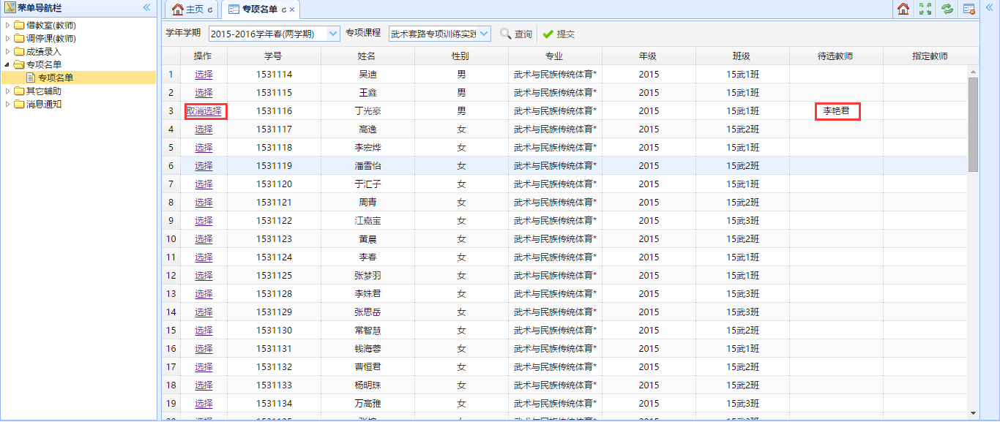 菜单导航栏
借教室(教师)
调停课(教师)
成绩录入
专项名单
专项名单
其它辅助
消息通知
主页 专项名单
学年学期 2015-2016学年春(两学期) 专项课程 武术套路专项训练实践 查询 提交
操作 学号 姓名 性别 专业 年级 班级 待选教师 指定教师
1 选择 1531114 吴迪 男 武术与民族传统体育* 2015 15武1班
2 选择 1531115 王鑫 男 武术与民族传统体育* 2015 15武1班
3 取消选择 1531116 丁光豪 男 武术与民族传统体育* 2015 15武1班 李艳君
4 选择 1531117 高逸 女 武术与民族传统体育* 2015 15武2班
5 选择 1531118 李宏烨 女 武术与民族传统体育* 2015 15武1班
6 选择 1531119 潘雪怡 女 武术与民族传统体育* 2015 15武2班
7 选择 1531120 于汇子 女 武术与民族传统体育* 2015 15武1班
8 选择 1531121 周青 女 武术与民族传统体育* 2015 15武2班
9 选择 1531122 江嘉宝 女 武术与民族传统体育* 2015 15武3班
10 选择 1531123 黄晨 女 武术与民族传统体育* 2015 15武2班
11 选择 1531124 李春 女 武术与民族传统体育* 2015 15武1班
12 选择 1531125 张梦羽 女 武术与民族传统体育* 2015 15武1班
13 选择 1531128 李姝君 女 武术与民族传统体育* 2015 15武3班
14 选择 1531129 张思岳 女 武术与民族传统体育* 2015 15武3班
15 选择 1531130 常智慧 女 武术与民族传统体育* 2015 15武2班
16 选择 1531131 钱海蓉 女 武术与民族传统体育* 2015 15武2班
17 选择 1531132 曹恒君 女 武术与民族传统体育* 2015 15武2班
18 选择 1531133 杨明珠 女 武术与民族传统体育* 2015 15武2班
19 选择 1531134 万高雅 女 武术与民族传统体育* 2015 15武3班